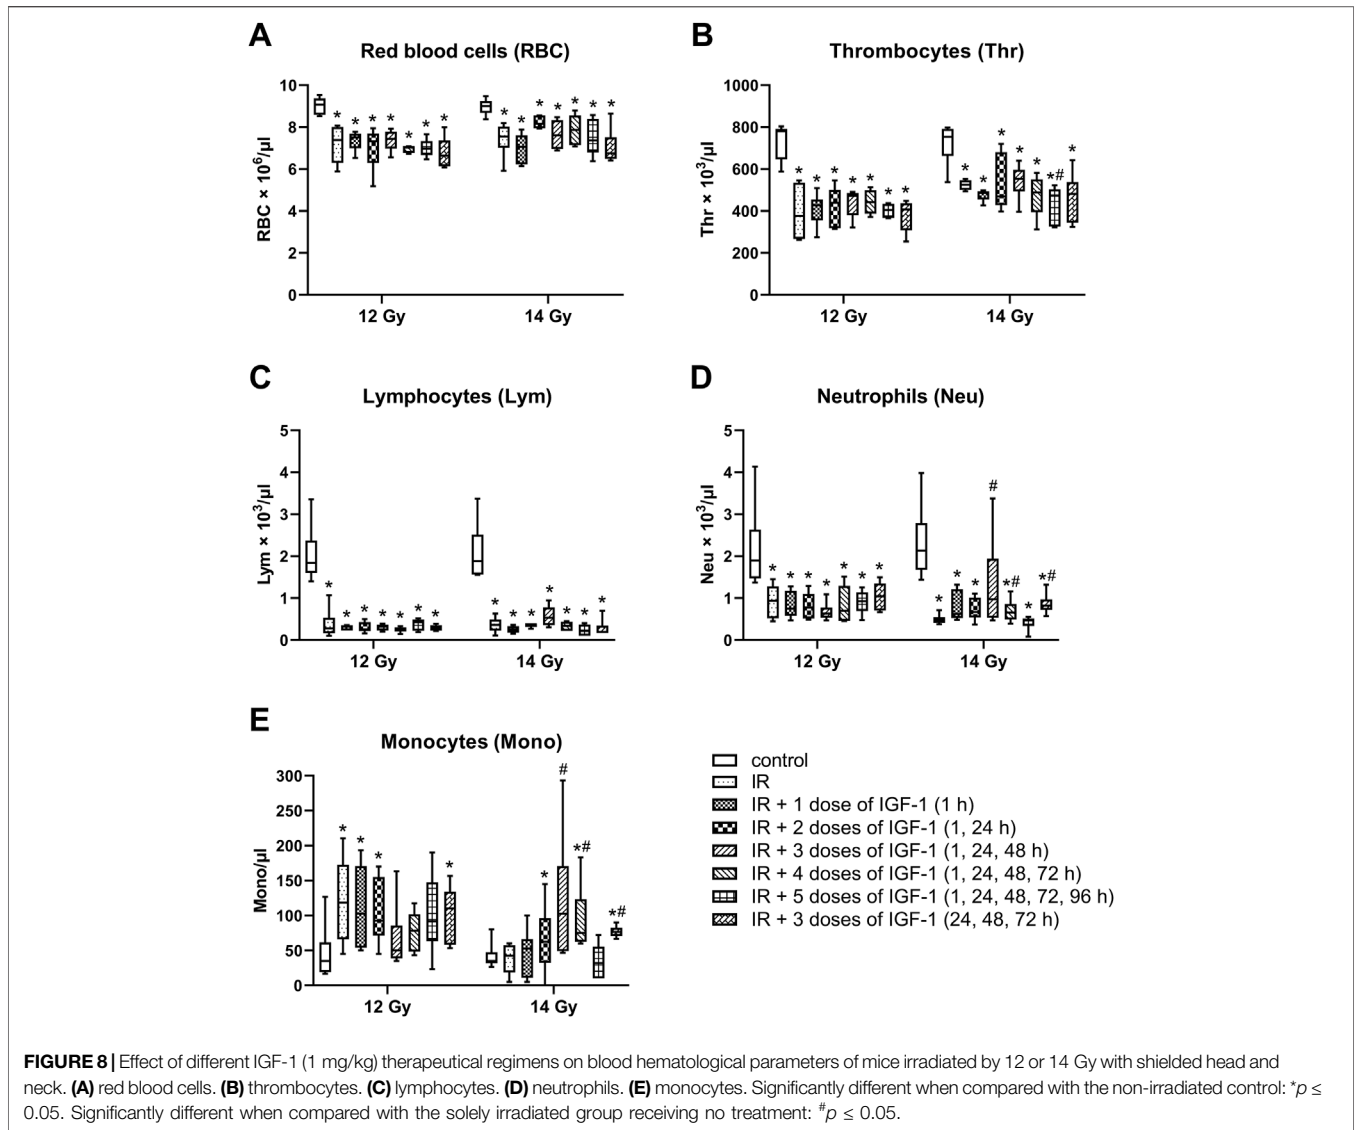 A
Red blood cells (RBC)
RBC × 10⁶/µl
10
8
6
4
2
0
* * * * * * *
* * * * * * *
12 Gy
14 Gy
B
Thrombocytes (Thr)
Thr × 10³/µl
1000
800
600
400
200
0
* * * * * * *
* * * * * *# *
12 Gy
14 Gy
C
Lymphocytes (Lym)
Lym × 10³/µl
5
4
3
2
1
0
* * * * * * *
* * * * * * *
12 Gy
14 Gy
D
Neutrophils (Neu)
Neu × 10³/µl
5
4
3
2
1
0
* * * * * * *
* * * # *# * *#
12 Gy
14 Gy
E
Monocytes (Mono)
Mono/µl
300
250
200
150
100
50
0
* * * *
* # *# *#
12 Gy
14 Gy
control
IR
IR + 1 dose of IGF-1 (1 h)
IR + 2 doses of IGF-1 (1, 24 h)
IR + 3 doses of IGF-1 (1, 24, 48 h)
IR + 4 doses of IGF-1 (1, 24, 48, 72 h)
IR + 5 doses of IGF-1 (1, 24, 48, 72, 96 h)
IR + 3 doses of IGF-1 (24, 48, 72 h)
FIGURE 8 | Effect of different IGF-1 (1 mg/kg) therapeutical regimens on blood hematological parameters of mice irradiated by 12 or 14 Gy with shielded head and
neck. (A) red blood cells. (B) thrombocytes. (C) lymphocytes. (D) neutrophils. (E) monocytes. Significantly different when compared with the non-irradiated control: *p ≤
0.05. Significantly different when compared with the solely irradiated group receiving no treatment: #p ≤ 0.05.